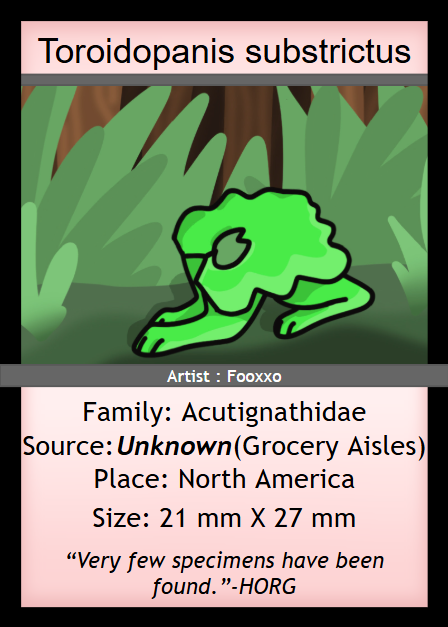 Toroidopanis substrictus
Artist : Fooxxo
Family: Acutignathidae
Source:Unknown(Grocery Aisles)
Place: North America
Size: 21 mm X 27 mm
“Very few specimens have been
found.”-HORG